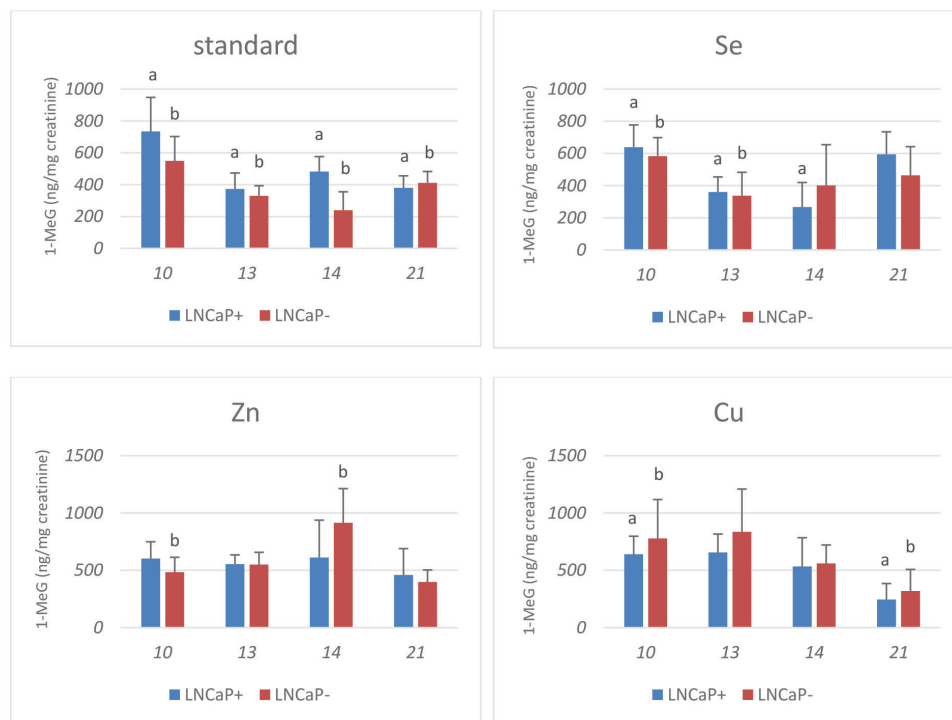 standard
1-MeG (ng/mg creatinine)
1000
800
600
400
200
0
a
b
a
b
a
b
a
b
10 13 14 21
LNCaP+ LNCaP-
Se
1-MeG (ng/mg creatinine)
1000
800
600
400
200
0
a
b
a
b
a
10 13 14 21
LNCaP+ LNCaP-
Zn
1-MeG (ng/mg creatinine)
1500
1000
500
0
b
b
10 13 14 21
LNCaP+ LNCaP-
Cu
1-MeG (ng/mg creatinine)
1500
1000
500
0
a
b
a
b
10 13 14 21
LNCaP+ LNCaP-